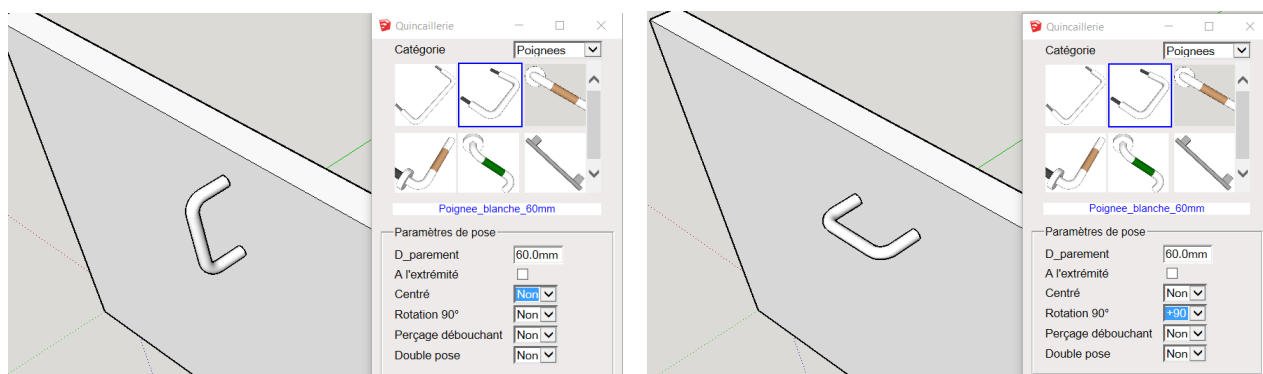 Quincaillerie
Catégorie Poignees
Poignee_blanche_60mm
Paramètres de pose
D_parement 60.0mm
A l'extrémité
Centré Non
Rotation 90° Non
Perçage débouchant Non
Double pose Non
Quincaillerie
Catégorie Poignees
Poignee_blanche_60mm
Paramètres de pose
D_parement 60.0mm
A l'extrémité
Centré Non
Rotation 90° +90
Perçage débouchant Non
Double pose Non